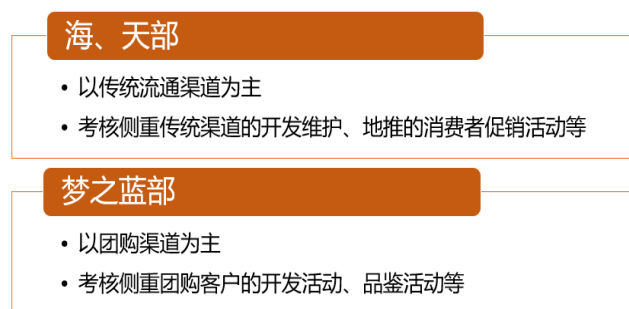 海、天部
• 以传统流通渠道为主
• 考核侧重传统渠道的开发维护、地推的消费者促销活动等
梦之蓝部
• 以团购渠道为主
• 考核侧重团购客户的开发活动、品鉴活动等